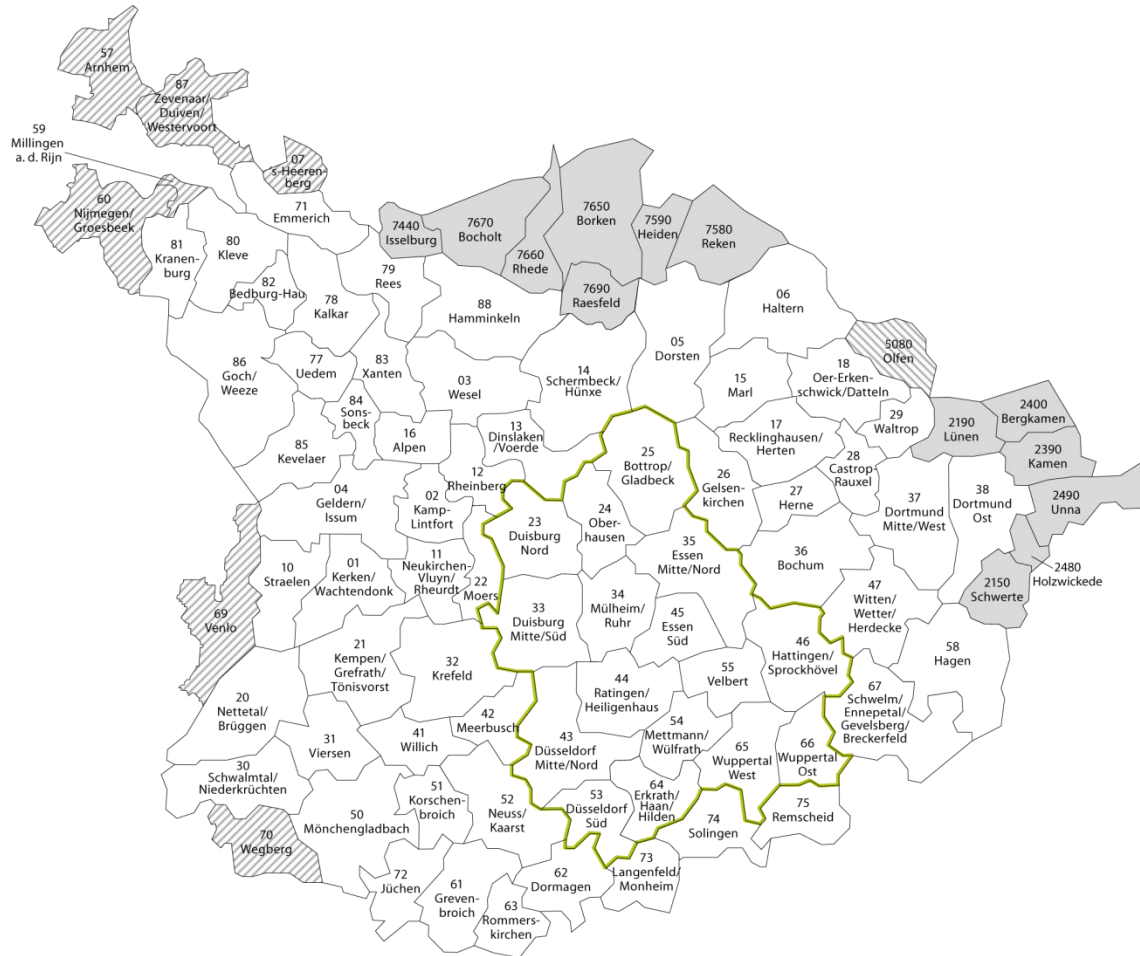 57
Arnhem
87
Zevenaar/
Duiven/
Westervoort
59
Millingen
a. d. Rijn
07
's-Heeren-
berg
60
Nijmegen/
Groesbeek
71
Emmerich
7440
Isselburg
7670
Bocholt
7660
Rhede
7650
Borken
7590
Heiden
7580
Reken
7690
Raesfeld
81
Kranen-
burg
80
Kleve
82
Bedburg-Hau
78
Kalkar
79
Rees
88
Hamminkeln
06
Haltern
05
Dorsten
5080
Olfen
86
Goch/
Weeze
77
Uedem
83
Xanten
03
Wesel
14
Schermbeck/
Hünxe
15
Marl
18
Oer-Erken-
schwick/Datteln
84
Sons-
beck
85
Kevelaer
16
Alpen
13
Dinslaken
/Voerde
25
Bottrop/
Gladbeck
17
Recklinghausen/
Herten
29
Waltrop
2190
Lünen
2400
Bergkamen
2390
Kamen
28
Castrop-
Rauxel
12
Rheinberg
26
Gelsen-
kirchen
27
Herne
37
Dortmund
Mitte/West
38
Dortmund
Ost
2490
Unna
04
Geldern/
Issum
02
Kamp-
Lintfort
23
Duisburg
Nord
24
Ober-
hausen
35
Essen
Mitte/Nord
36
Bochum
2480
Holzwickede
2150
Schwerte
10
Straelen
01
Kerken/
Wachtendonk
11
Neukirchen-
Vluyn/
Rheurdt
22
Moers
33
Duisburg
Mitte/Süd
34
Mülheim/
Ruhr
45
Essen
Süd
47
Witten/
Wetter/
Herdecke
69
Venlo
21
Kempen/
Grefrath/
Tönisvorst
32
Krefeld
46
Hattingen/
Sprockhövel
58
Hagen
55
Velbert
44
Ratingen/
Heiligenhaus
67
Schwelm/
Ennepetal/
Gevelsberg/
Breckerfeld
20
Nettetal/
Brüggen
31
Viersen
41
Willich
42
Meerbusch
43
Düsseldorf
Mitte/Nord
54
Mettmann/
Wülfrath
65
Wuppertal
West
66
Wuppertal
Ost
30
Schwalmtal/
Niederkrüchten
50
Mönchengladbach
51
Korschen-
broich
52
Neuss/
Kaarst
53
Düsseldorf
Süd
64
Erkrath/
Haan/
Hilden
74
Solingen
75
Remscheid
70
Wegberg
72
Jüchen
61
Greven-
broich
63
Rommers-
kirchen
62
Dormagen
73
Langenfeld/
Monheim